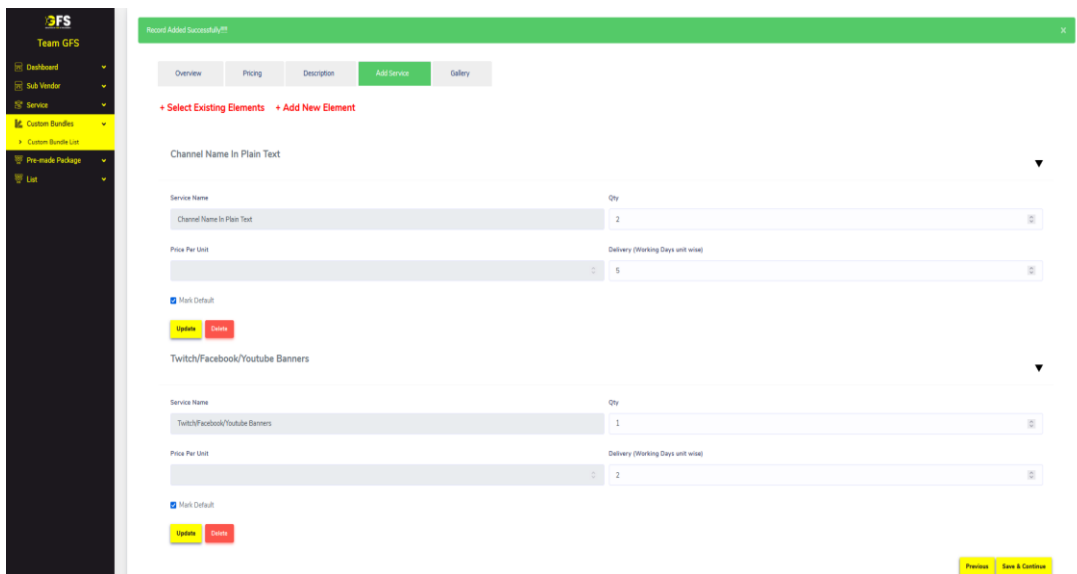 GFS
Team GFS
Dashboard
Sub Vendor
Service
Custom Bundles
Custom Bundle List
Pre-made Package
List
Record Added Successfully!!!!
X
Overview Pricing Description Add Service Gallery
+ Select Existing Elements + Add New Element
Channel Name In Plain Text
Service Name Qty
Channel Name In Plain Text 2
Price Per Unit Delivery (Working Days unit wise)
5
Mark Default
Update Delete
Twitch/Facebook/Youtube Banners
Service Name Qty
Twitch/Facebook/Youtube Banners 1
Price Per Unit Delivery (Working Days unit wise)
2
Mark Default
Update Delete
Previous Save & Continue